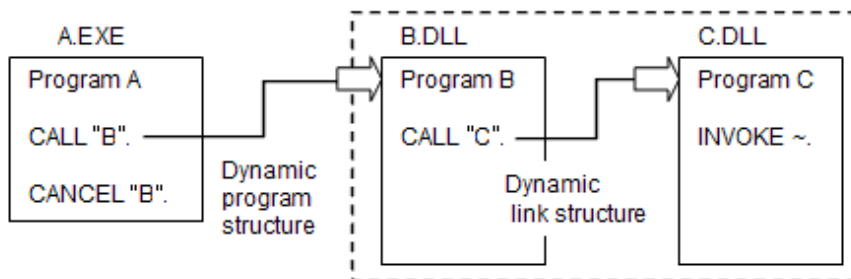 A.EXE
Program A
CALL "B".
CANCEL "B".
Dynamic
program
structure
B.DLL
Program B
CALL "C".
Dynamic
link structure
C.DLL
Program C
INVOKE ~.